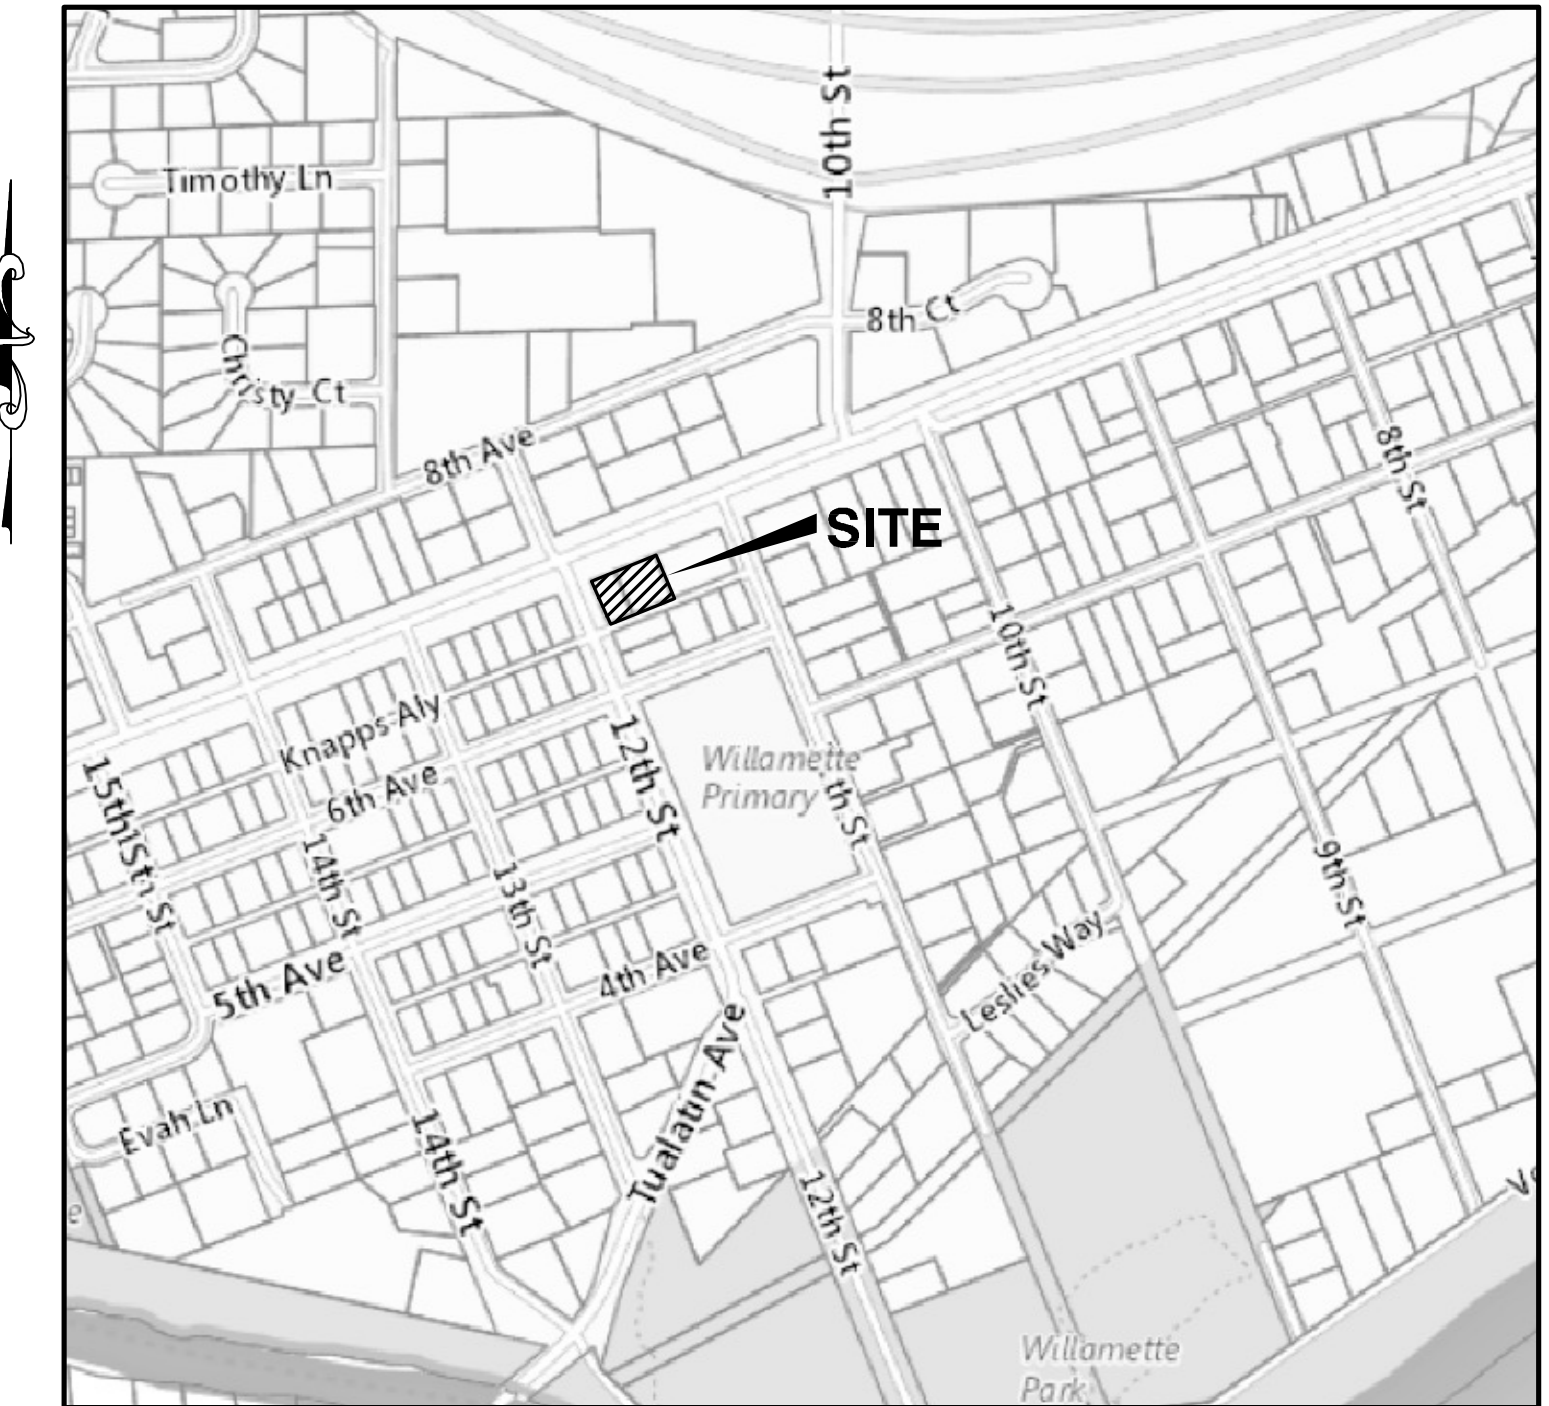 10th St
Timothy Ln
8th Ct
Christy Ct
8th Ave
8th St
SITE
10th St
Knapps Aly
12th St
Willamette
Primary
6th Ave
th St
15th St
14th St
13th St
9th St
4th Ave
5th Ave
Leslies Way
Tualatin Ave
Evah Ln
14th St
12th St
Willamette
Park